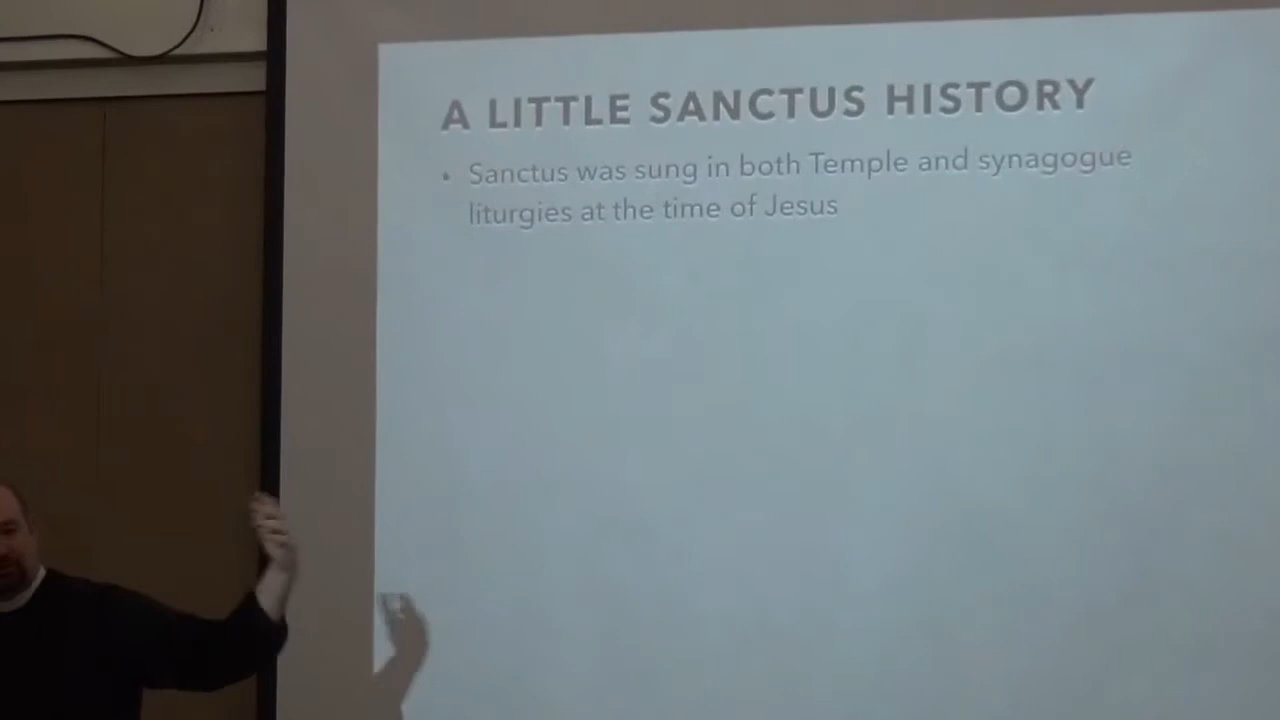 A LITTLE SANCTUS HISTORY
• Sanctus was sung in both Temple and synagogue
liturgies at the time of Jesus